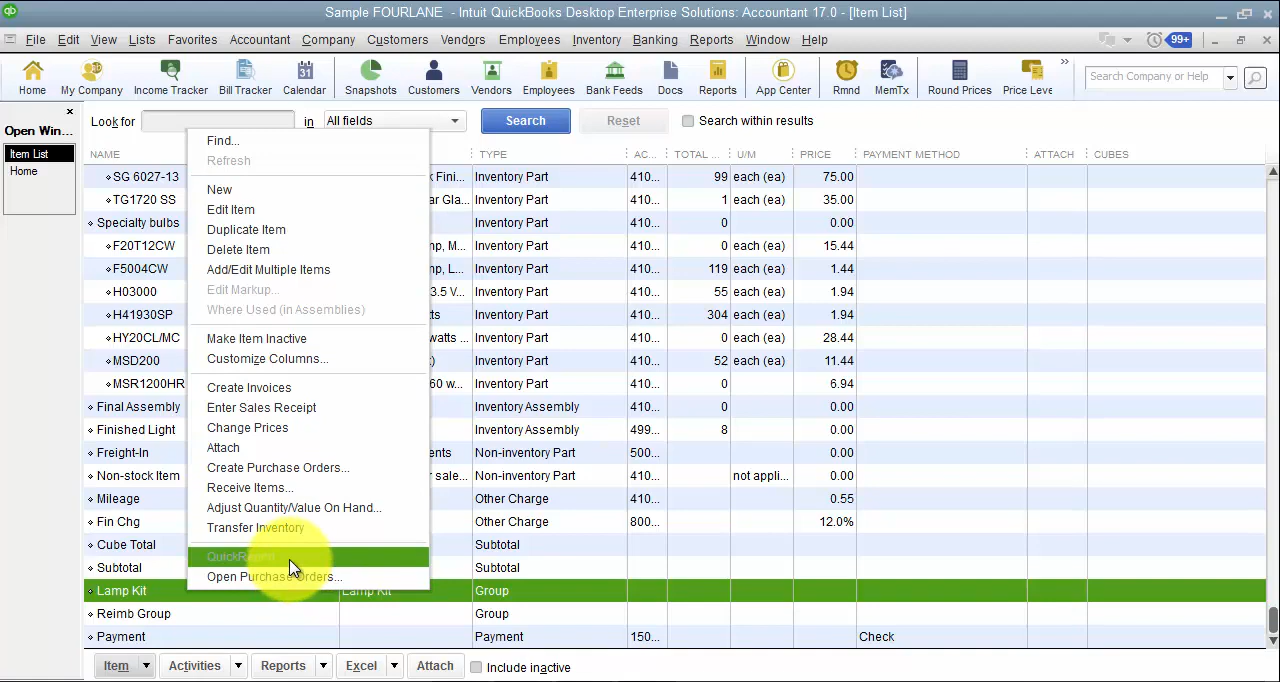 Sample FOURLANE - Intuit QuickBooks Desktop Enterprise Solutions: Accountant 17.0 - [Item List]
File Edit View Lists Favorites Accountant Company Customers Vendors Employees Inventory Banking Reports Window Help 99+
Home My Company Income Tracker Bill Tracker Calendar Snapshots Customers Vendors Employees Bank Feeds Docs Reports App Center Rmnd MemTx Round Prices Price Leve Search Company or Help
Open Win...
Item List
Home
Look for in All fields Search Reset Search within results
NAME TYPE AC... TOTAL ... U/M PRICE PAYMENT METHOD ATTACH CUBES
SG 6027-13 k Fini... Inventory Part 410... 99 each (ea) 75.00
TG1720 SS ar Gla... Inventory Part 410... 1 each (ea) 35.00
Specialty bulbs Inventory Part 410... 0 0.00
F20T12CW mp, M... Inventory Part 410... 0 each (ea) 15.44
F5004CW mp, L... Inventory Part 410... 119 each (ea) 1.44
H03000 3.5 V... Inventory Part 410... 55 each (ea) 1.94
H41930SP tts Inventory Part 410... 304 each (ea) 1.94
HY20CL/MC watts ... Inventory Part 410... 0 each (ea) 28.44
MSD200 Inventory Part 410... 52 each (ea) 11.44
MSR1200HR 60 w... Inventory Part 410... 0 6.94
Final Assembly Inventory Assembly 410... 0 0.00
Finished Light Inventory Assembly 499... 8 0.00
Freight-In ents Non-inventory Part 500... 0.00
Non-stock Item r sale... Non-inventory Part 410... not appli... 0.00
Mileage Other Charge 410... 0.55
Fin Chg Other Charge 800... 12.0%
Cube Total Subtotal
Subtotal Subtotal
Lamp Kit Lamp Kit Group
Reimb Group Group
Payment Payment 150... Check
Find...
Refresh
New
Edit Item
Duplicate Item
Delete Item
Add/Edit Multiple Items
Edit Markup...
Where Used (in Assemblies)
Make Item Inactive
Customize Columns...
Create Invoices
Enter Sales Receipt
Change Prices
Attach
Create Purchase Orders...
Receive Items...
Adjust Quantity/Value On Hand...
Transfer Inventory
QuickReport
Open Purchase Orders...
Item Activities Reports Excel Attach Include inactive